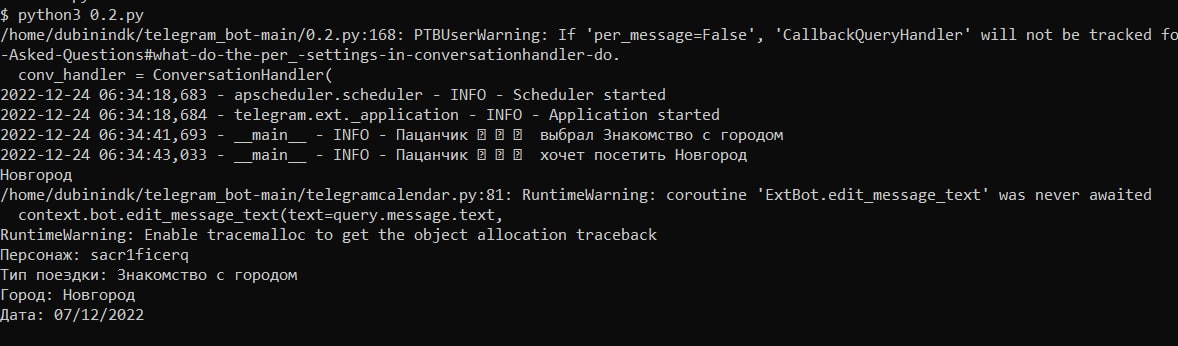 $ python3 0.2.py
/home/dubinindk/telegram_bot-main/0.2.py:168: PTBUserWarning: If 'per_message=False', 'CallbackQueryHandler' will not be tracked fo
-Asked-Questions#what-do-the-per_-settings-in-conversationhandler-do.
conv_handler = ConversationHandler(
2022-12-24 06:34:18,683 - apscheduler.scheduler - INFO - Scheduler started
2022-12-24 06:34:18,684 - telegram.ext._application - INFO - Application started
2022-12-24 06:34:41,693 - __main__ - INFO - Пацанчик выбрал Знакомство с городом
2022-12-24 06:34:43,033 - __main__ - INFO - Пацанчик хочет посетить Новгород
Новгород
/home/dubinindk/telegram_bot-main/telegramcalendar.py:81: RuntimeWarning: coroutine 'ExtBot.edit_message_text' was never awaited
context.bot.edit_message_text(text=query.message.text,
RuntimeWarning: Enable tracemalloc to get the object allocation traceback
Персонаж: sacr1ficerq
Тип поездки: Знакомство с городом
Город: Новгород
Дата: 07/12/2022